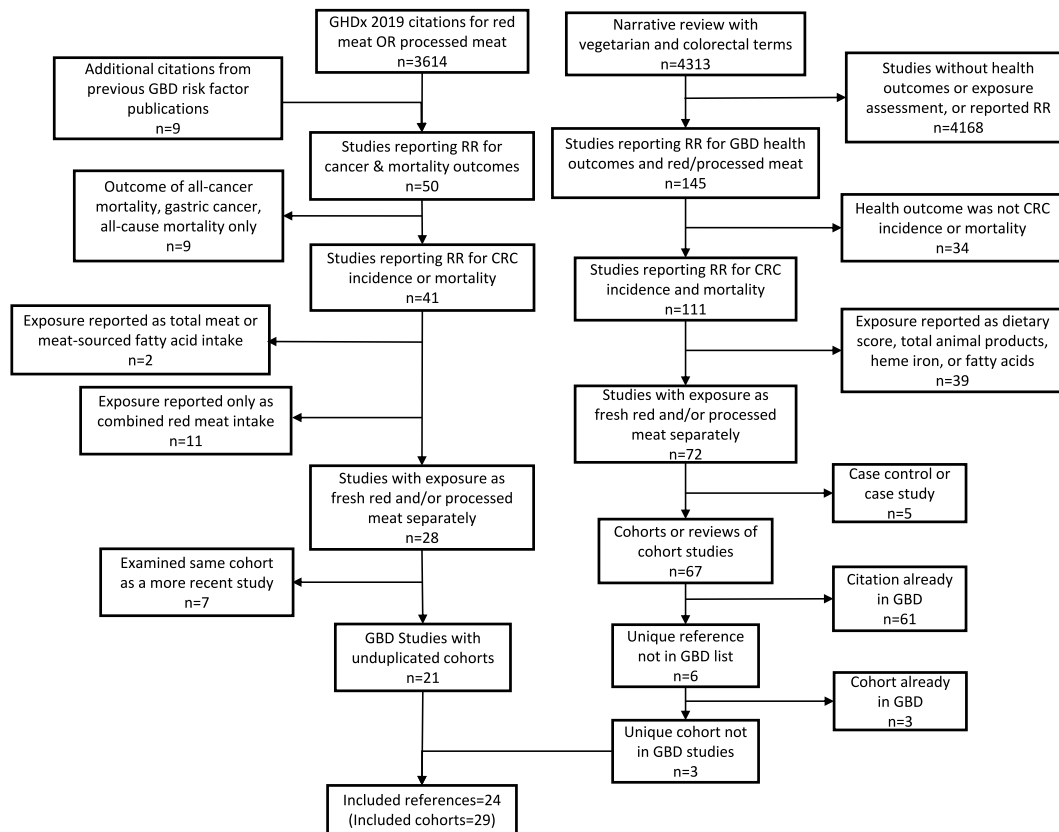 GHDx 2019 citations for red
meat OR processed meat
n=3614
Narrative review with
vegetarian and colorectal terms
n=4313
Additional citations from
previous GBD risk factor
publications
n=9
Studies without health
outcomes or exposure
assessment, or reported RR
n=4168
Studies reporting RR for
cancer & mortality outcomes
n=50
Studies reporting RR for GBD health
outcomes and red/processed meat
n=145
Outcome of all-cancer
mortality, gastric cancer,
all-cause mortality only
n=9
Health outcome was not CRC
incidence or mortality
n=34
Studies reporting RR for CRC
incidence or mortality
n=41
Studies reporting RR for CRC
incidence and mortality
n=111
Exposure reported as total meat or
meat-sourced fatty acid intake
n=2
Exposure reported as dietary
score, total animal products,
heme iron, or fatty acids
n=39
Exposure reported only as
combined red meat intake
n=11
Studies with exposure as
fresh red and/or processed
meat separately
n=72
Studies with exposure as
fresh red and/or processed
meat separately
n=28
Case control or
case study
n=5
Cohorts or reviews of
cohort studies
n=67
Examined same cohort
as a more recent study
n=7
Citation already
in GBD
n=61
GBD Studies with
unduplicated cohorts
n=21
Unique reference
not in GBD list
n=6
Cohort already
in GBD
n=3
Unique cohort not
in GBD studies
n=3
Included references=24
(Included cohorts=29)